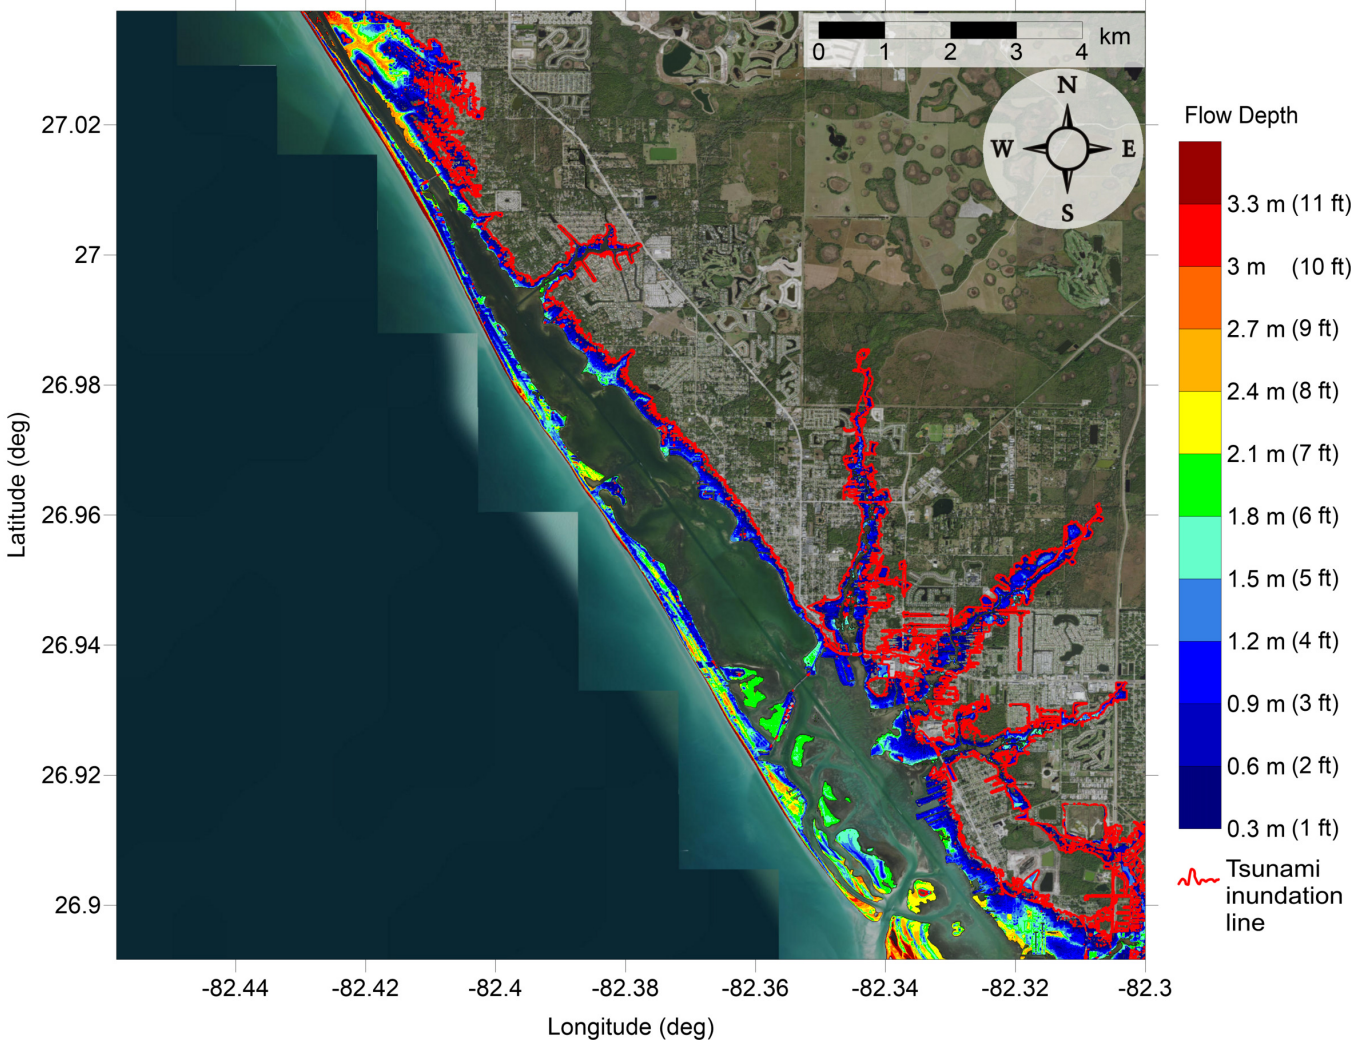 0 1 2 3 4 km
N
W E
S
Flow Depth
3.3 m (11 ft)
3 m (10 ft)
2.7 m (9 ft)
2.4 m (8 ft)
2.1 m (7 ft)
1.8 m (6 ft)
1.5 m (5 ft)
1.2 m (4 ft)
0.9 m (3 ft)
0.6 m (2 ft)
0.3 m (1 ft)
Tsunami
inundation
line
27.02
27
26.98
26.96
26.94
26.92
26.9
Latitude (deg)
-82.44 -82.42 -82.4 -82.38 -82.36 -82.34 -82.32 -82.3
Longitude (deg)